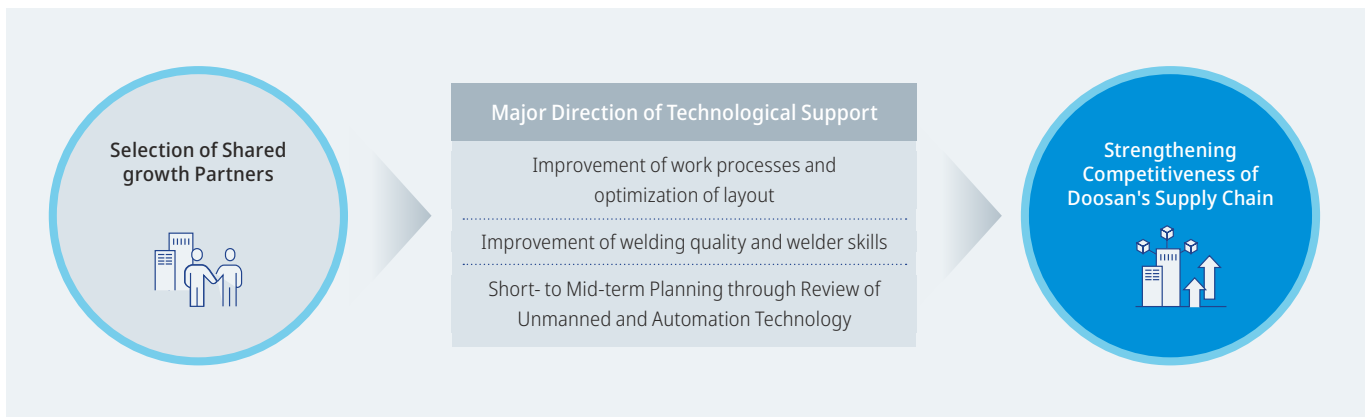 Selection of Shared
growth Partners
Major Direction of Technological Support
Improvement of work processes and
optimization of layout
Improvement of welding quality and welder skills
Short- to Mid-term Planning through Review of
Unmanned and Automation Technology
Strengthening
Competitiveness of
Doosan's Supply Chain